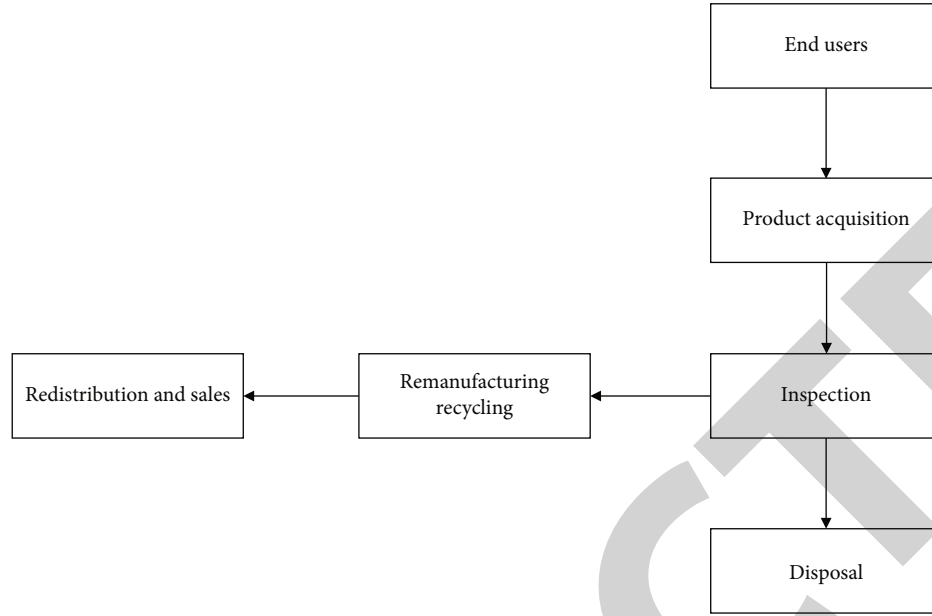 End users
Product acquisition
Redistribution and sales
Remanufacturing
recycling
Inspection
Disposal